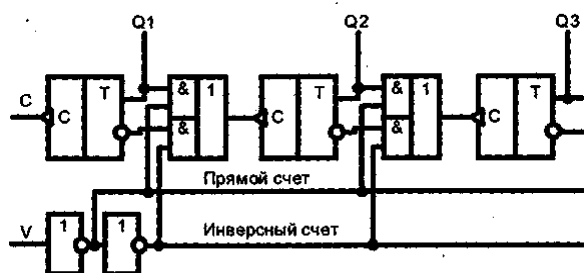 Q1 Q2 Q3
C C T & 1 C T & 1 C T
& &
Прямой счет
V 1 1 Инверсный счет